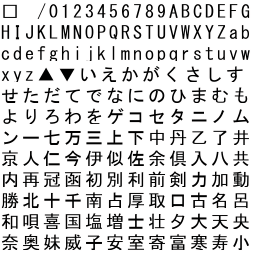 □ /0123456789ABCDEFG
HIJKLMNOPQRSTUVWXYZab
cdefghijklmnopqrstuvw
xyz▲▼いえかがくさしす
せただてでなにのひまむも
よりろわをゲコセタニノム
ン一七万三上下中丹乙了井
京人仁今伊似佐余倶入八共
内再冠函初別利前剣力加動
勝北十千南占厚取口古名呂
和唄喜国塩増士壮夕大天央
奈奥妹威子安室寄富寒寿小